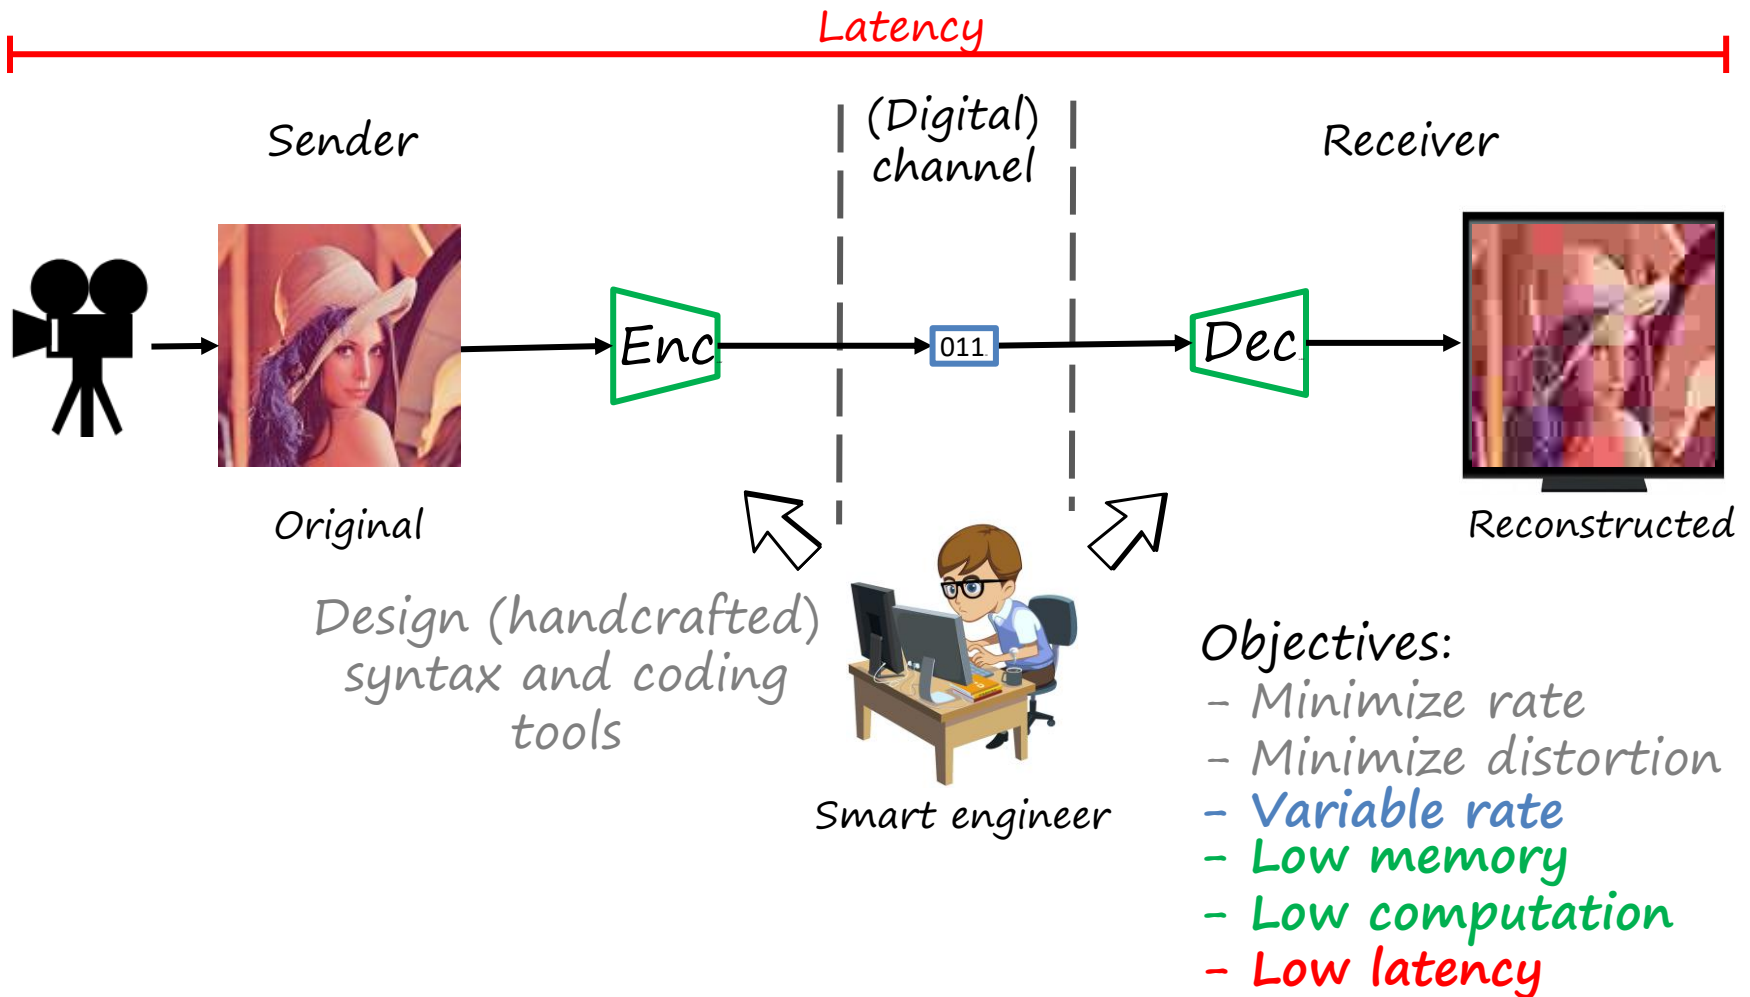 Latency
Sender
(Digital)
channel
Receiver
Enc
011
Dec
Original
Reconstructed
Design (handcrafted)
syntax and coding
tools
Smart engineer
Objectives:
- Minimize rate
- Minimize distortion
- Variable rate
- Low memory
- Low computation
- Low latency